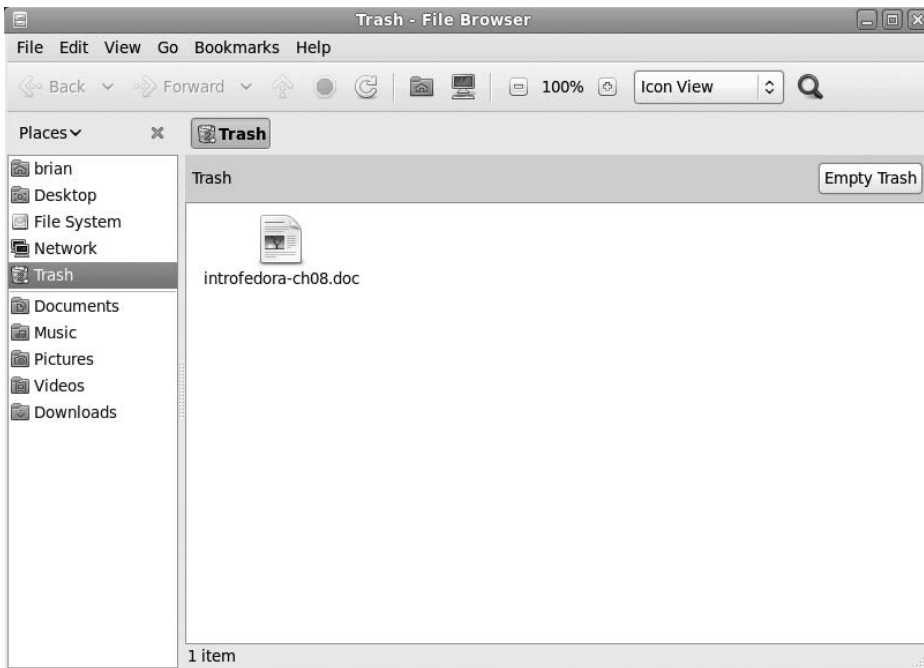 Trash - File Browser
File Edit View Go Bookmarks Help
Back Forward 100% Icon View
Places Trash
brian
Desktop
File System
Network
Trash
Documents
Music
Pictures
Videos
Downloads
Trash Empty Trash
introfedora-ch08.doc
1 item